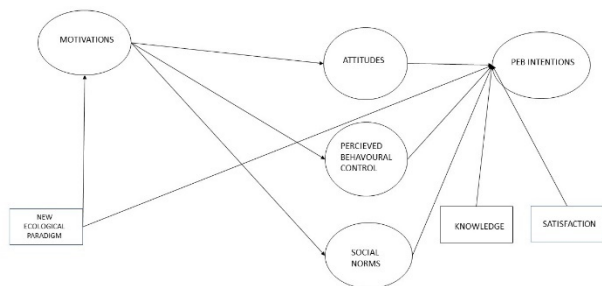 MOTIVATIONS
ATTITUDES
PEB INTENTIONS
PERCIEVED
BEHAVOURAL
CONTROL
NEW
ECOLOGICAL
PARADIGM
KNOWLEDGE
SATISFACTION
SOCIAL
NORMS